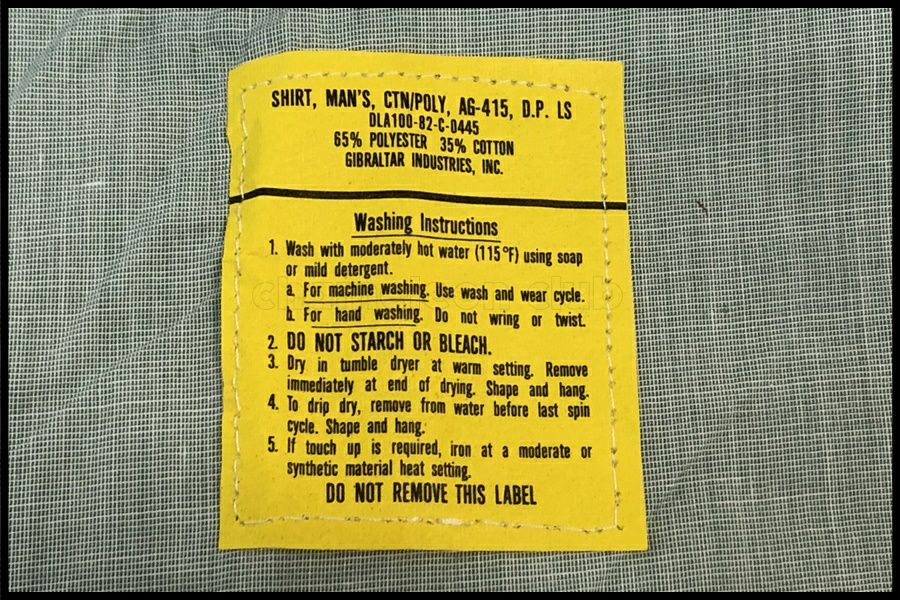 SHIRT, MAN'S, CTN/POLY, AG-415, D.P. LS
DLA100-82-C-0445
65% POLYESTER 35% COTTON
GIBRALTAR INDUSTRIES, INC.
Washing Instructions
1. Wash with moderately hot water (115°F) using soap
or mild detergent.
a. For machine washing. Use wash and wear cycle.
b. For hand washing. Do not wring or twist.
2. DO NOT STARCH OR BLEACH.
3. Dry in tumble dryer at warm setting. Remove
immediately at end of drying. Shape and hang.
4. To drip dry, remove from water before last spin
cycle. Shape and hang.
5. If touch up is required, iron at a moderate or
synthetic material heat setting.
DO NOT REMOVE THIS LABEL